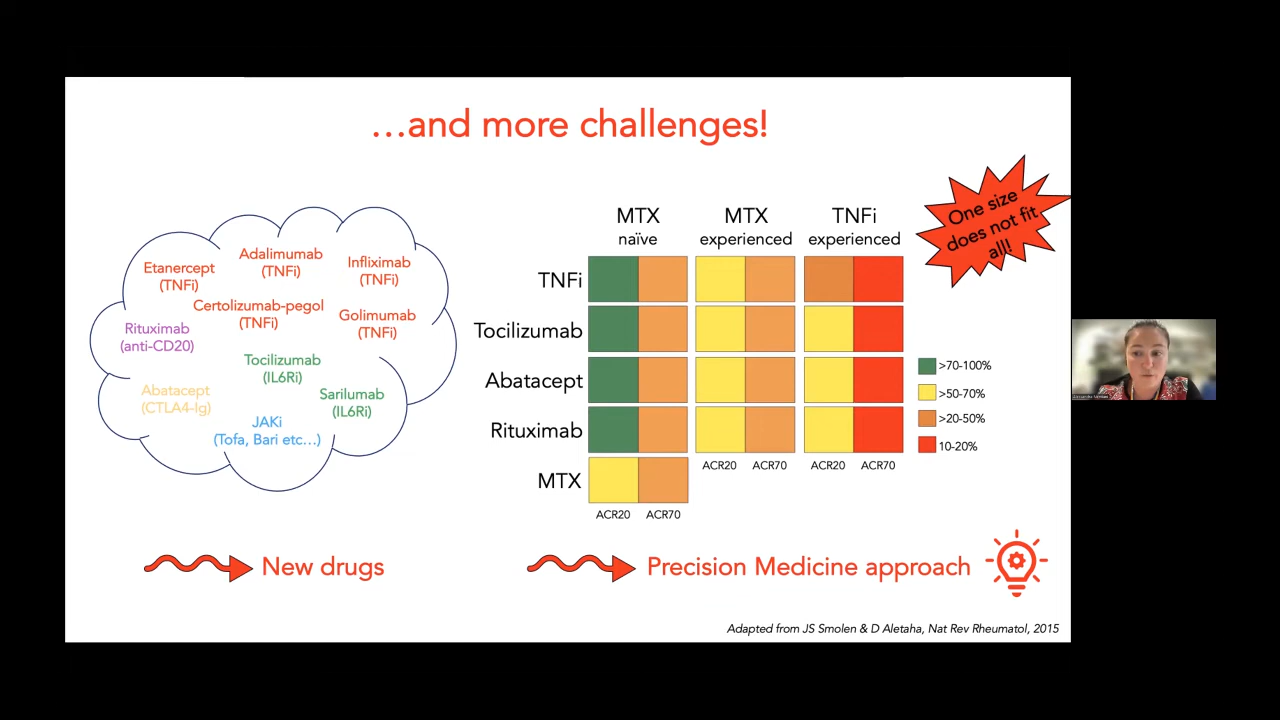 ...and more challenges!
One size
does not fit
all!
Etanercept
(TNFi)
Adalimumab
(TNFi)
Infliximab
(TNFi)
Certolizumab-pegol
(TNFi)
Golimumab
(TNFi)
Rituximab
(anti-CD20)
Tocilizumab
(IL6Ri)
Abatacept
(CTLA4-Ig)
Sarilumab
(IL6Ri)
JAKi
(Tofa, Bari etc...)
MTX
naïve
MTX
experienced
TNFi
experienced
TNFi
Tocilizumab
Abatacept
Rituximab
MTX
ACR20 ACR70
ACR20 ACR70
ACR20 ACR70
>70-100%
>50-70%
>20-50%
10-20%
New drugs
Precision Medicine approach
Adapted from JS Smolen & D Aletaha, Nat Rev Rheumatol, 2015